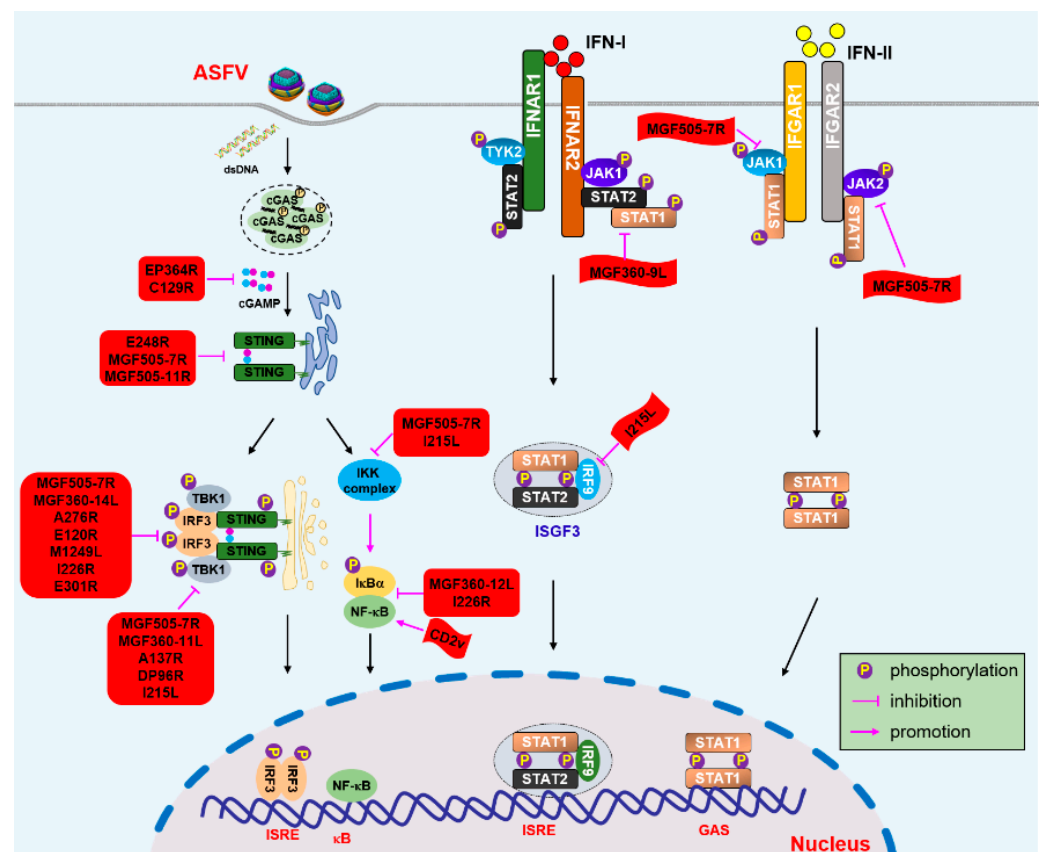 ASFV
dsDNA
cGAS
P
cGAS
P
cGAS
P
cGAS
EP364R
C129R
cGAMP
E248R
MGF505-7R
MGF505-11R
STING
STING
MGF505-7R
I215L
IKK
complex
MGF505-7R
MGF360-14L
A276R
E120R
M1249L
I226R
E301R
P
TBK1
P
P
IRF3
STING
P
IRF3
STING
P
TBK1
P
MGF505-7R
MGF360-11L
A137R
DP96R
I215L
P
IκBα
NF-κB
MGF360-12L
I226R
CD2v
IFN-I
IFNAR1
IFNAR2
P
TYK2
STAT2
P
JAK1
P
STAT2
P
STAT1
P
MGF360-9L
I215L
STAT1
P
P
STAT2
IRF9
ISGF3
IFN-II
IFGAR1
IFGAR2
MGF505-7R
P
JAK1
STAT1
P
JAK2
P
STAT1
P
MGF505-7R
STAT1
P
P
STAT1
P phosphorylation
inhibition
promotion
P
P
IRF3
IRF3
ISRE
NF-κB
κB
STAT1
P
P
STAT2
IRF9
ISRE
STAT1
P
P
STAT1
GAS
Nucleus